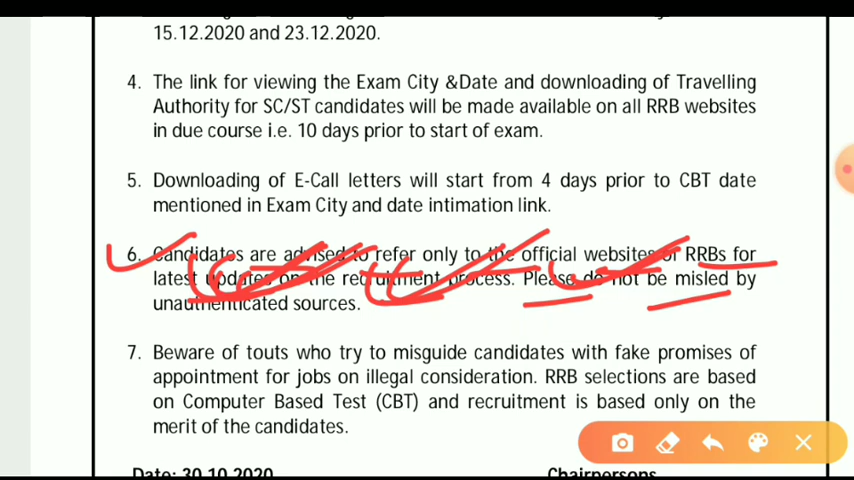 15.12.2020 and 23.12.2020.
4. The link for viewing the Exam City &Date and downloading of Travelling
Authority for SC/ST candidates will be made available on all RRB websites
in due course i.e. 10 days prior to start of exam.
5. Downloading of E-Call letters will start from 4 days prior to CBT date
mentioned in Exam City and date intimation link.
6. Candidates are advised to refer only to the official websites of RRBs for
latest updates on the recruitment process. Please do not be misled by
unauthenticated sources.
7. Beware of touts who try to misguide candidates with fake promises of
appointment for jobs on illegal consideration. RRB selections are based
on Computer Based Test (CBT) and recruitment is based only on the
merit of the candidates.
Date: 30.10.2020 Chairpersons